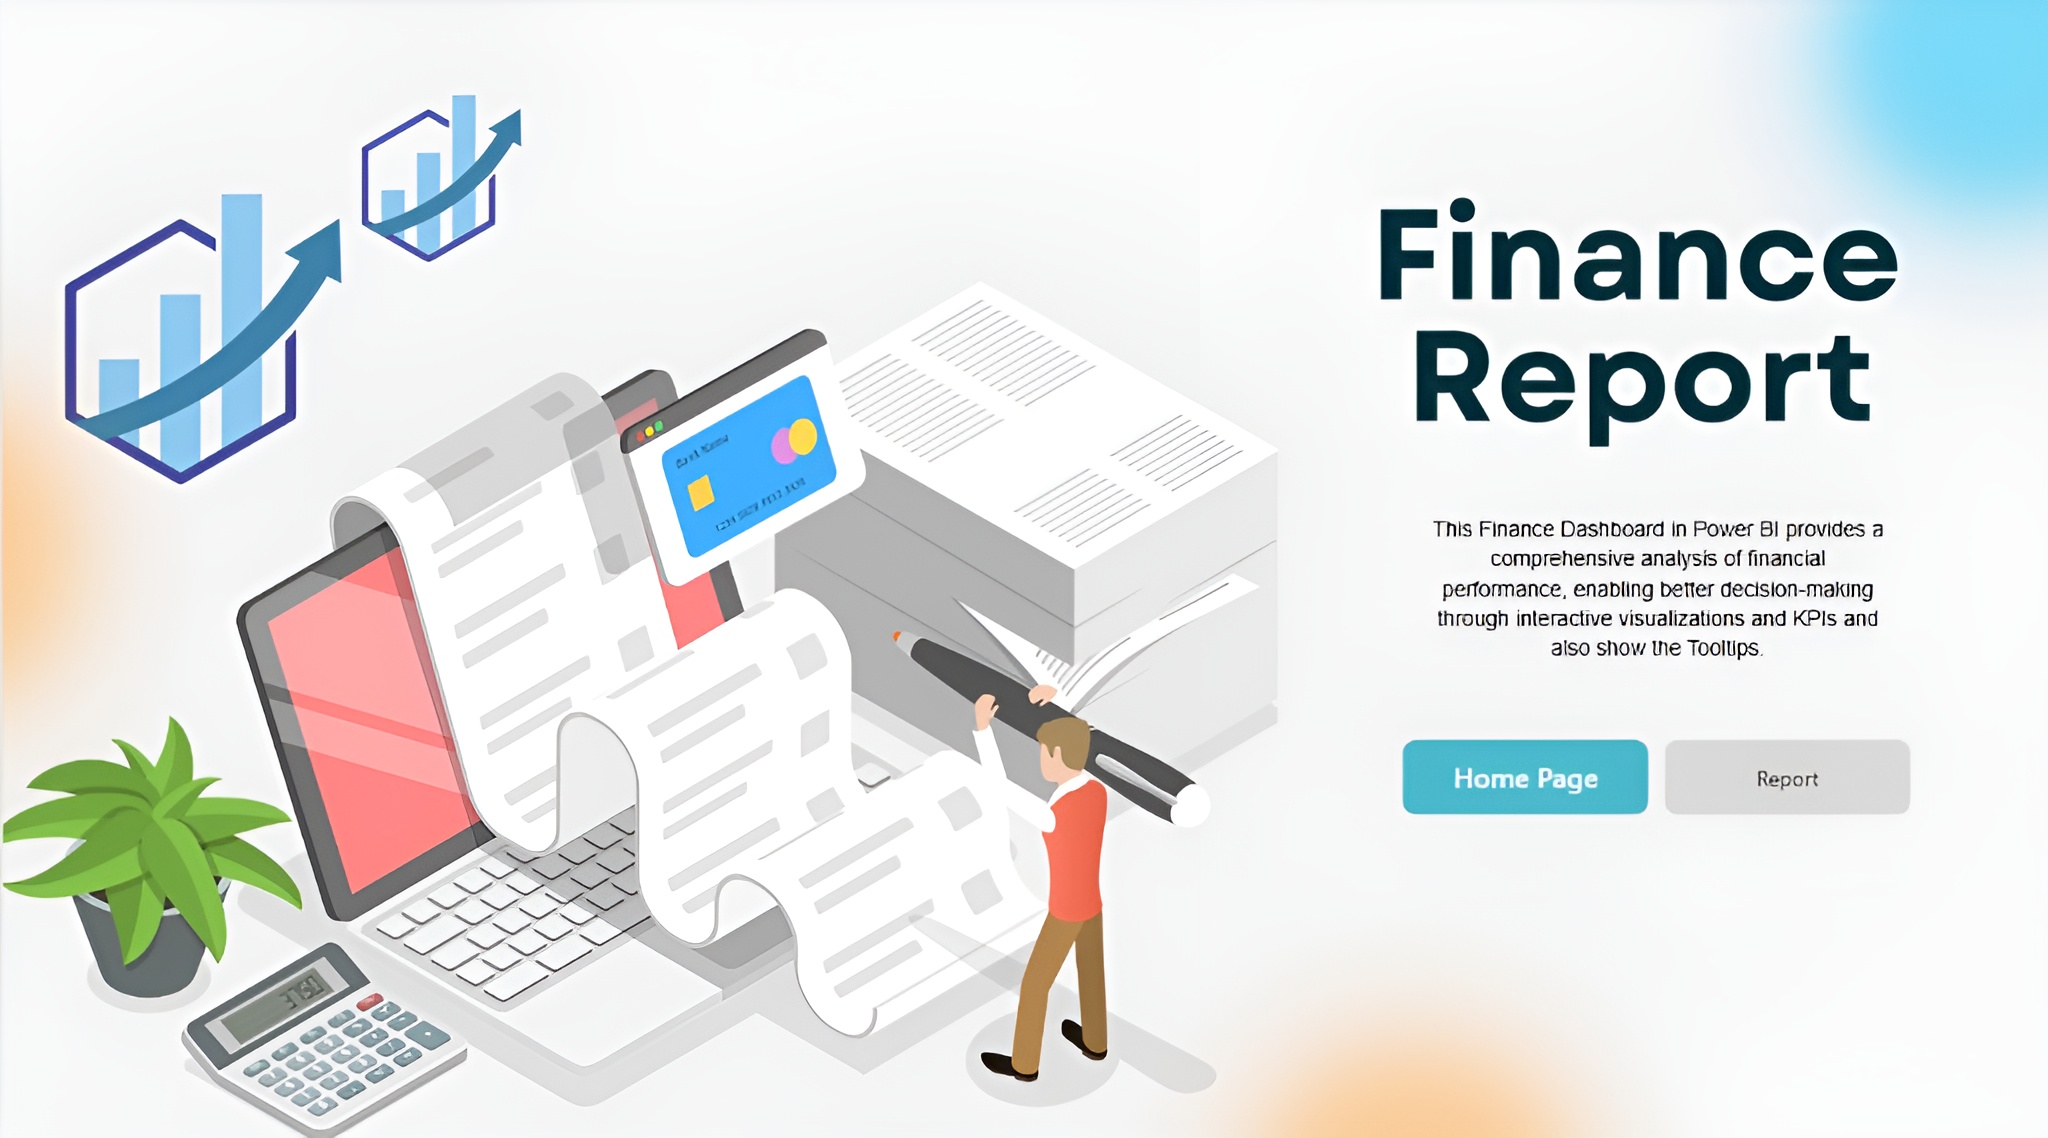 Finance
Report
This Finance Dashboard in Power BI provides a
comprehensive analysis of financial
performance, enabling better decision-making
through interactive visualizations and KPIs and
also show the Tooltips.
Home Page
Report